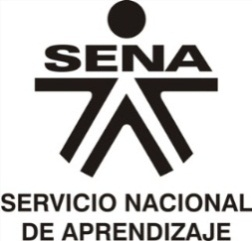 SENA
SERVICIO NACIONAL
DE APRENDIZAJE